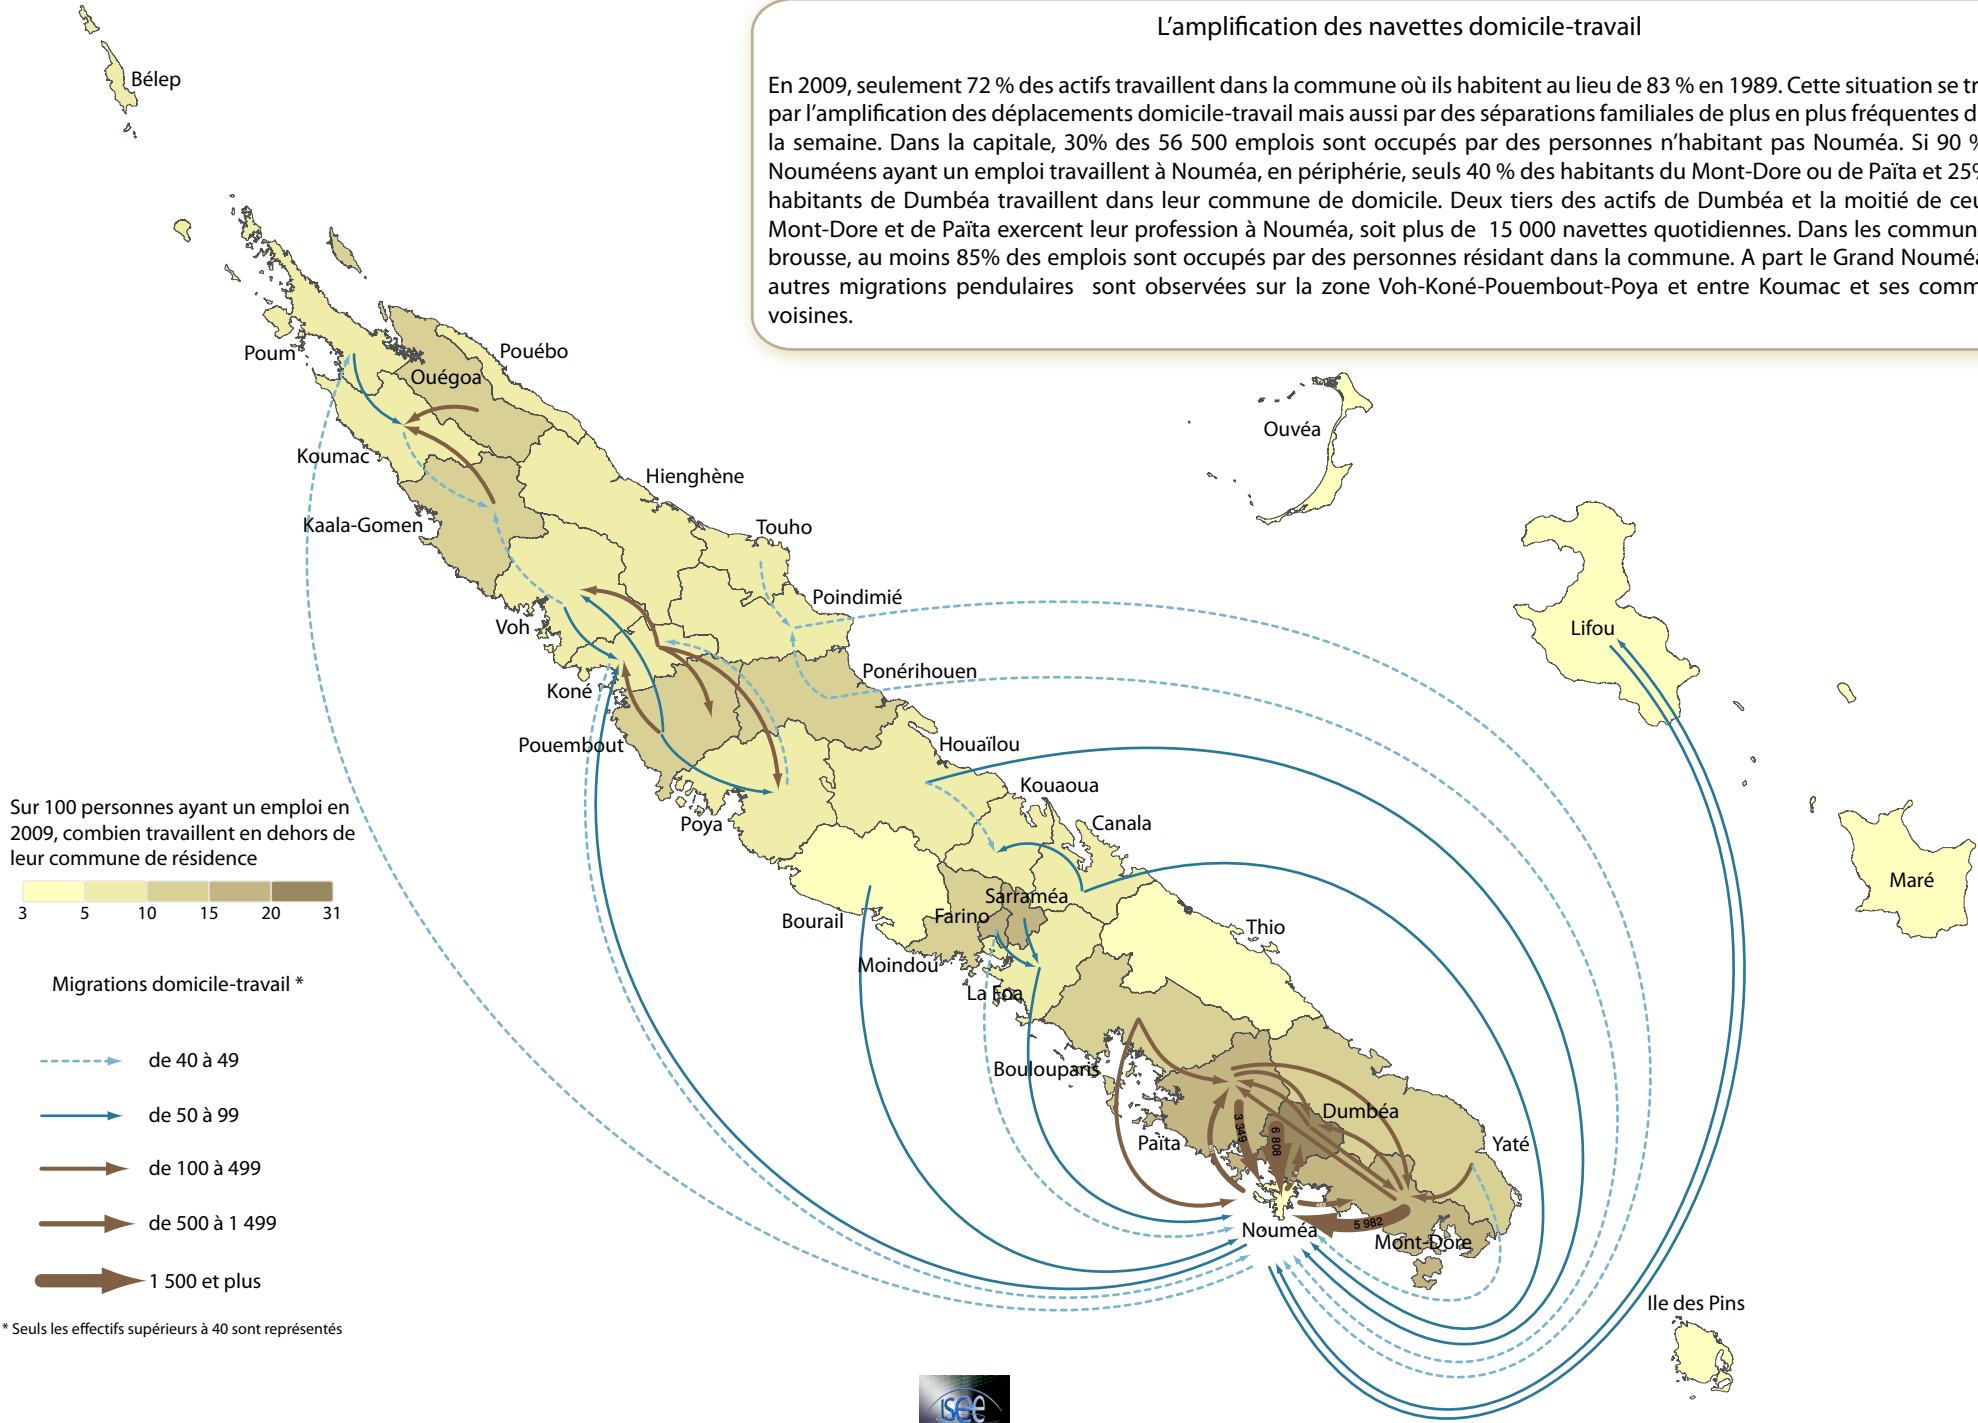 L'amplification des navettes domicile-travail
En 2009, seulement 72 % des actifs travaillent dans la commune où ils habitent au lieu de 83 % en 1989. Cette situation se
par l'amplification des déplacements domicile-travail mais aussi par des séparations familiales de plus en plus fréquentes
la semaine. Dans la capitale, 30% des 56 500 emplois sont occupés par des personnes n'habitant pas Nouméa. Si 90 %
Nouméens ayant un emploi travaillent à Nouméa, en périphérie, seuls 40 % des habitants du Mont-Dore ou de Païta et 25%
habitants de Dumbéa travaillent dans leur commune de domicile. Deux tiers des actifs de Dumbéa et la moitié de
Mont-Dore et de Païta exercent leur profession à Nouméa, soit plus de 15 000 navettes quotidiennes. Dans les
brousse, au moins 85% des emplois sont occupés par des personnes résidant dans la commune. A part le Grand Nouméa
autres migrations pendulaires sont observées sur la zone Voh-Koné-Pouembout-Poya et entre Koumac et ses
voisines.
Bélep
Poum
Pouébo
Ouégoa
Ouvéa
Koumac
Hienghène
Kaala-Gomen
Touho
Poindimié
Voh
Lifou
Ponérihouen
Koné
Pouembout
Houaïlou
Kouaoua
Poya
Canala
Maré
Sarraméa
Farino
Bourail
Thio
Moindou
La Foa
Boulouparis
Dumbéa
Païta
Yaté
3 349
6 808
5 982
Nouméa
Mont-Dore
Ile des Pins
Sur 100 personnes ayant un emploi en
2009, combien travaillent en dehors de
leur commune de résidence
3 5 10 15 20 31
Migrations domicile-travail *
de 40 à 49
de 50 à 99
de 100 à 499
de 500 à 1 499
1 500 et plus
* Seuls les effectifs supérieurs à 40 sont représentés
isee